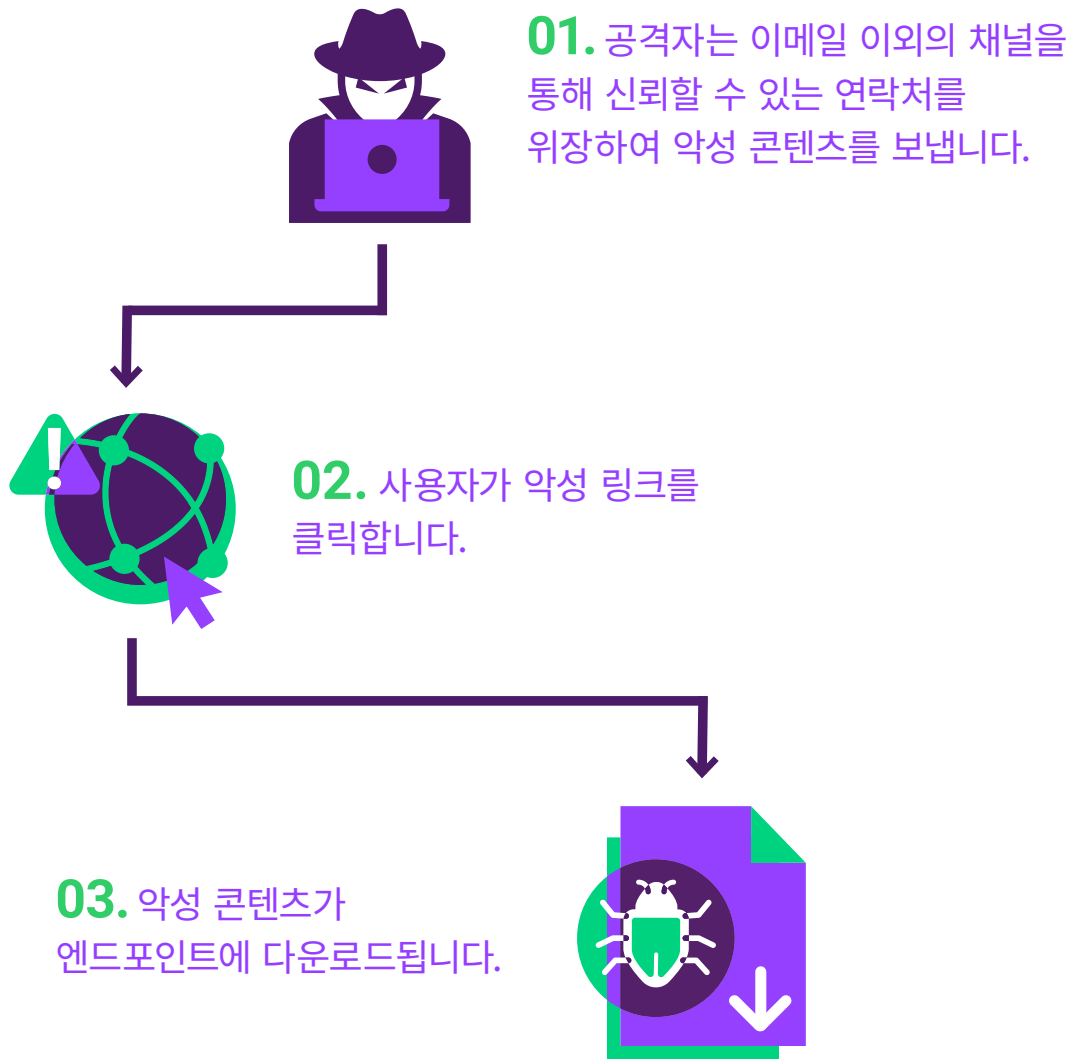 01. 공격자는 이메일 이외의 채널을
통해 신뢰할 수 있는 연락처를
위장하여 악성 콘텐츠를 보냅니다.
02. 사용자가 악성 링크를
클릭합니다.
03. 악성 콘텐츠가
엔드포인트에 다운로드됩니다.